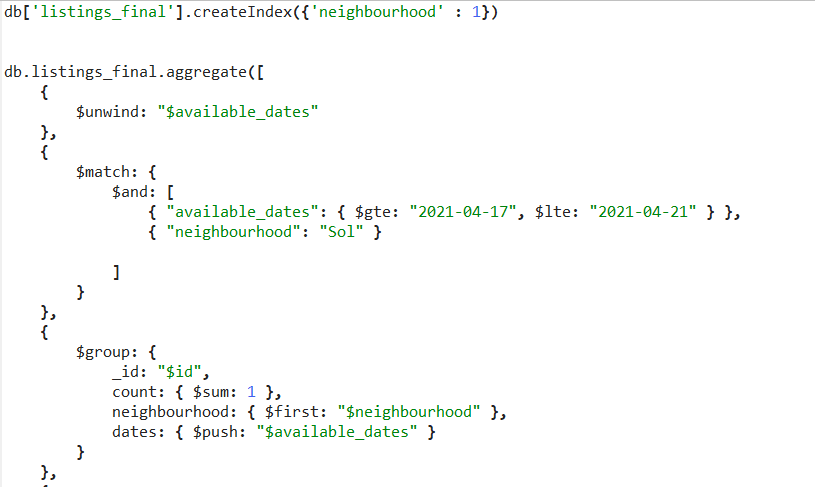 db['listings_final'].createIndex({'neighbourhood' : 1})
db.listings_final.aggregate([
{
$unwind: "$available_dates"
},
{
$match: {
$and: [
{ "available_dates": { $gte: "2021-04-17", $lte: "2021-04-21" } },
{ "neighbourhood": "Sol" }
]
}
},
{
$group: {
_id: "$id",
count: { $sum: 1 },
neighbourhood: { $first: "$neighbourhood" },
dates: { $push: "$available_dates" }
}
},
{